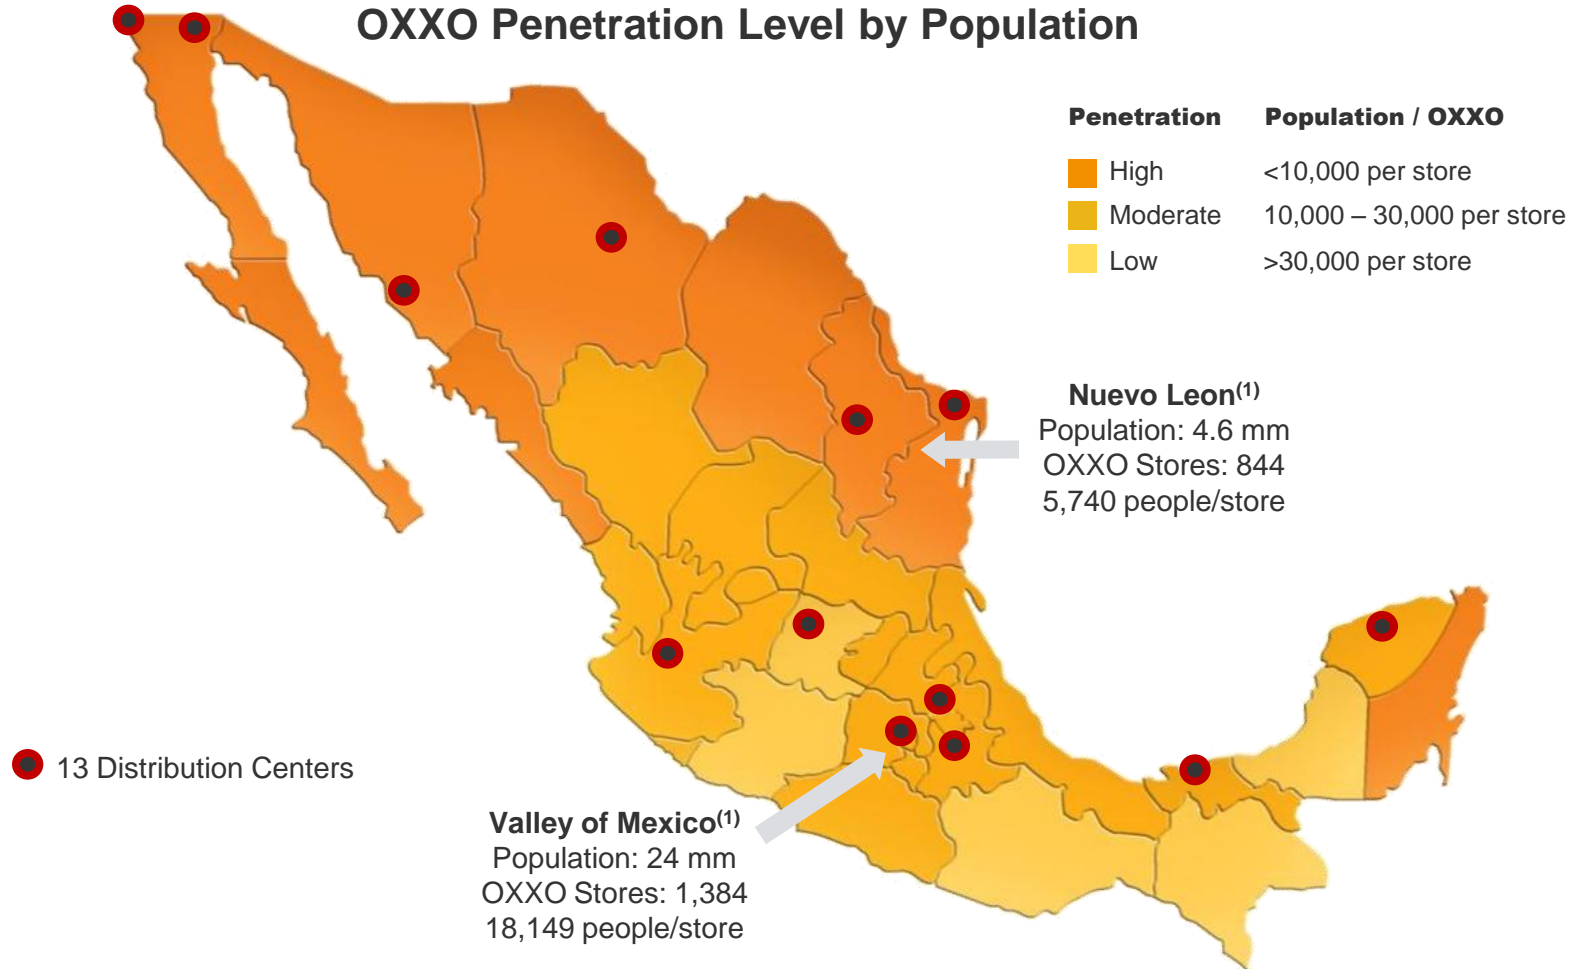 OXXO Penetration Level by Population
Penetration Population / OXXO
High <10,000 per store
Moderate 10,000 – 30,000 per store
Low >30,000 per store
Nuevo Leon(1)
Population: 4.6 mm
OXXO Stores: 844
5,740 people/store
13 Distribution Centers
Valley of Mexico(1)
Population: 24 mm
OXXO Stores: 1,384
18,149 people/store